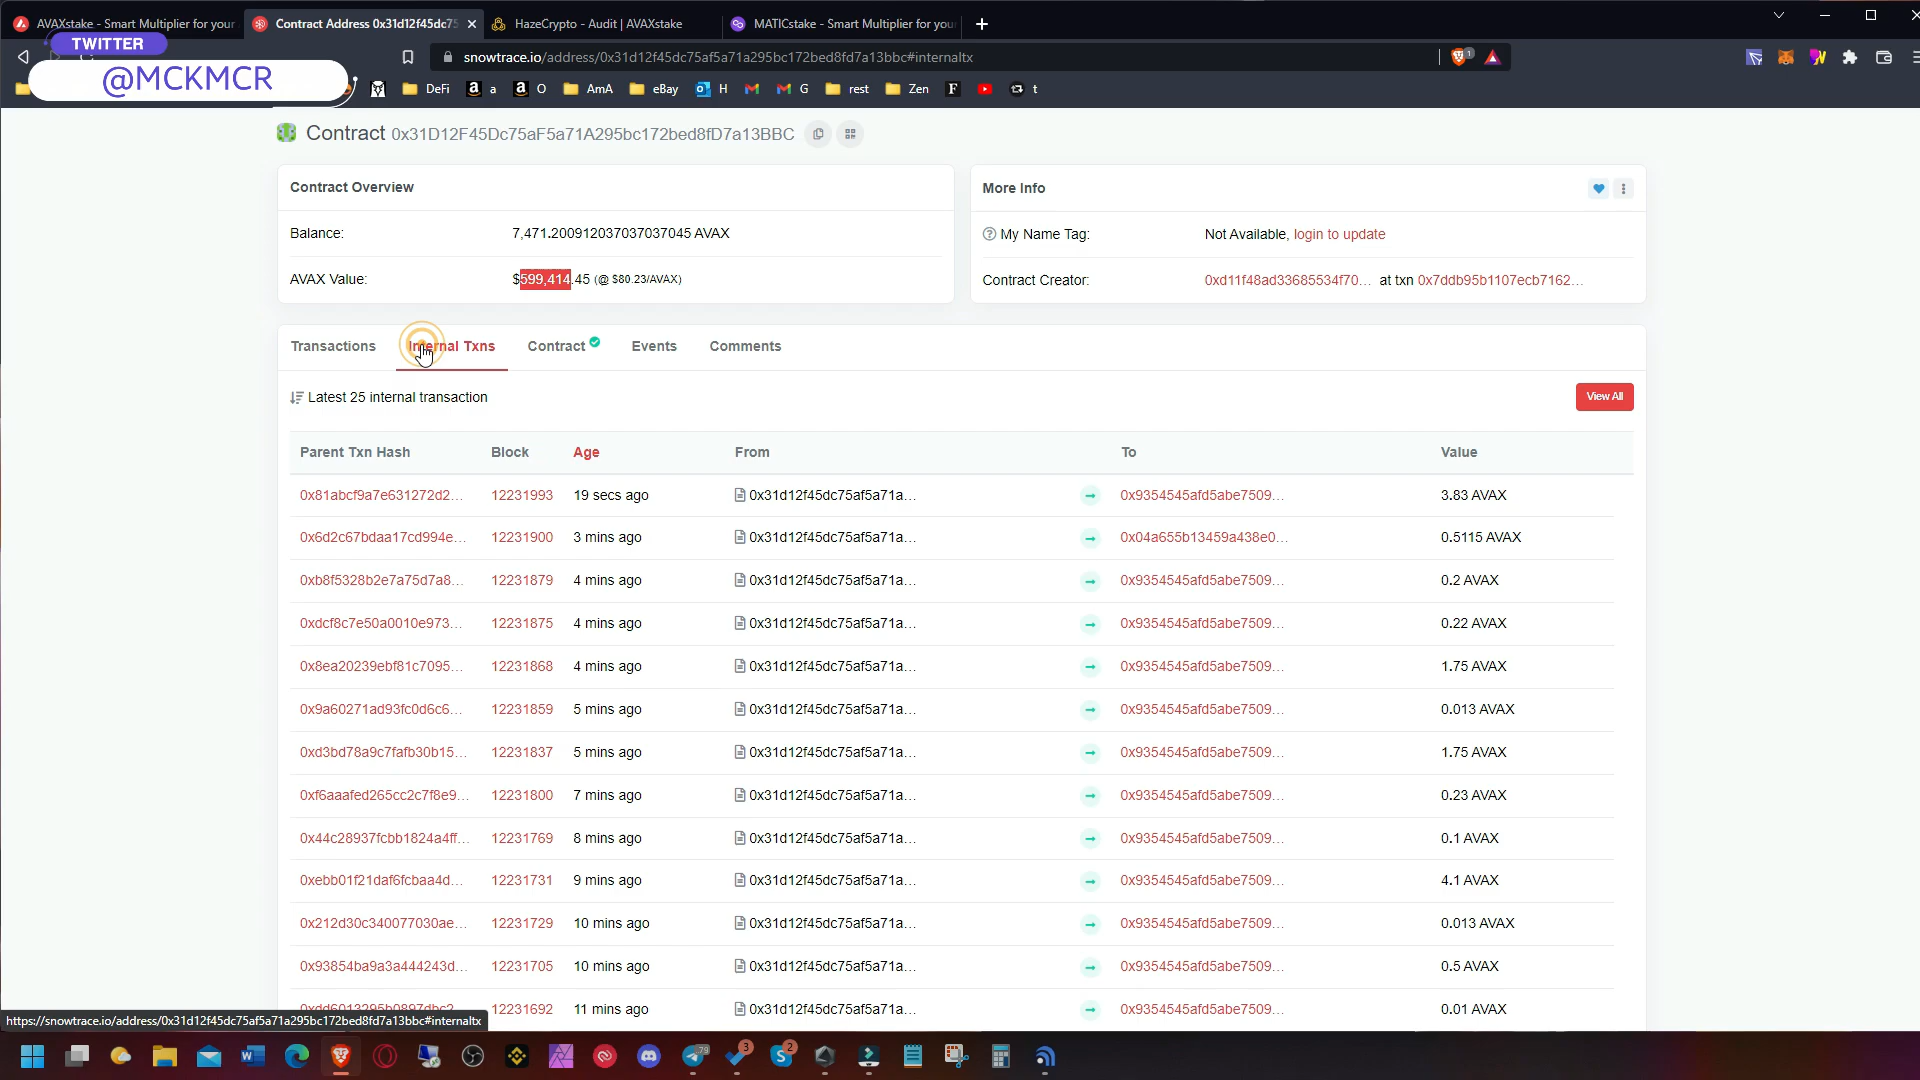 AVAXstake - Smart Multiplier for your
Contract Address 0x31d12f45dc75
HazeCrypto - Audit | AVAXstake
MATICstake - Smart Multiplier for you
TWITTER
@MCKMCR
snowtrace.io/address/0x31d12f45dc75af5a71a295bc172bed8fd7a13bbc#internaltx
DeFi
a
O
AmA
eBay
H
G
rest
Zen
t
Contract 0x31D12F45Dc75aF5a71A295bc172bed8fD7a13BBC
Contract Overview
Balance: 7,471.200912037037037045 AVAX
AVAX Value: $599,414.45 (@ $80.23/AVAX)
More Info
My Name Tag: Not Available, login to update
Contract Creator: 0xd11f48ad33685534f70... at txn 0x7ddb95b1107ecb7162...
Transactions Internal Txns Contract Events Comments
Latest 25 internal transaction
View All
Parent Txn Hash Block Age From To Value
0x81abcf9a7e631272d2... 12231993 19 secs ago 0x31d12f45dc75af5a71a... 0x9354545afd5abe7509... 3.83 AVAX
0x6d2c67bdaa17cd994e... 12231900 3 mins ago 0x31d12f45dc75af5a71a... 0x04a655b13459a438e0... 0.5115 AVAX
0xb8f5328b2e7a75d7a8... 12231879 4 mins ago 0x31d12f45dc75af5a71a... 0x9354545afd5abe7509... 0.2 AVAX
0xdcf8c7e50a0010e973... 12231875 4 mins ago 0x31d12f45dc75af5a71a... 0x9354545afd5abe7509... 0.22 AVAX
0x8ea20239ebf81c7095... 12231868 4 mins ago 0x31d12f45dc75af5a71a... 0x9354545afd5abe7509... 1.75 AVAX
0x9a60271ad93fc0d6c6... 12231859 5 mins ago 0x31d12f45dc75af5a71a... 0x9354545afd5abe7509... 0.013 AVAX
0xd3bd78a9c7fafb30b15... 12231837 5 mins ago 0x31d12f45dc75af5a71a... 0x9354545afd5abe7509... 1.75 AVAX
0xf6aaafed265cc2c7f8e9... 12231800 7 mins ago 0x31d12f45dc75af5a71a... 0x9354545afd5abe7509... 0.23 AVAX
0x44c28937fcbb1824a4ff... 12231769 8 mins ago 0x31d12f45dc75af5a71a... 0x9354545afd5abe7509... 0.1 AVAX
0xebb01f21daf6fcbaa4d... 12231731 9 mins ago 0x31d12f45dc75af5a71a... 0x9354545afd5abe7509... 4.1 AVAX
0x212d30c340077030ae... 12231729 10 mins ago 0x31d12f45dc75af5a71a... 0x9354545afd5abe7509... 0.013 AVAX
0x93854ba9a3a444243d... 12231705 10 mins ago 0x31d12f45dc75af5a71a... 0x9354545afd5abe7509... 0.5 AVAX
12231692 11 mins ago 0x31d12f45dc75af5a71a... 0x9354545afd5abe7509... 0.01 AVAX
https://snowtrace.io/address/0x31d12f45dc75af5a71a295bc172bed8fd7a13bbc#internaltx